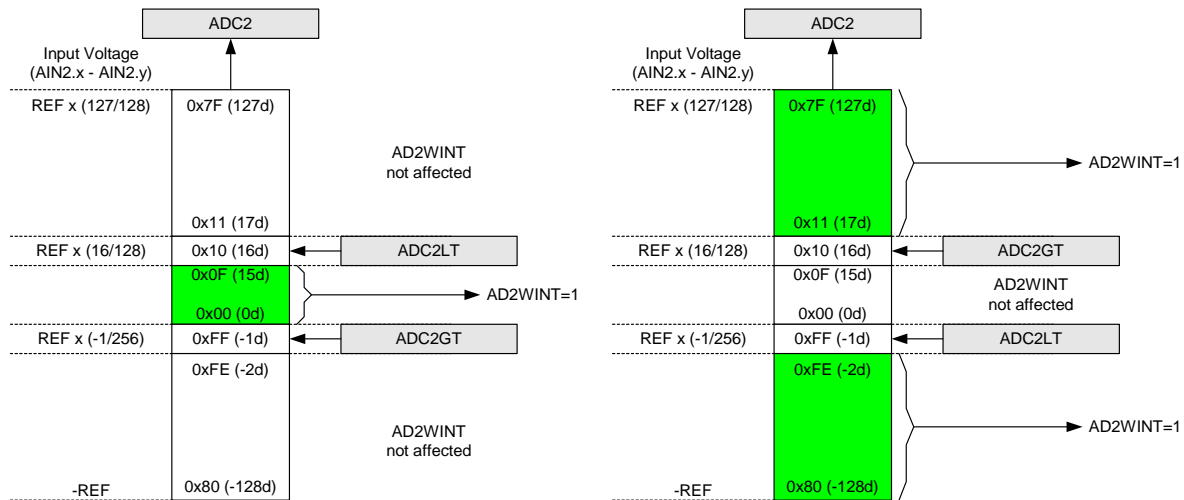 ADC2
Input Voltage
(AIN2.x - AIN2.y)
REF x (127/128)
0x7F (127d)
AD2WINT
not affected
0x11 (17d)
REF x (16/128)
0x10 (16d)
ADC2LT
0x0F (15d)
AD2WINT=1
0x00 (0d)
REF x (-1/256)
0xFF (-1d)
ADC2GT
0xFE (-2d)
AD2WINT
not affected
-REF
0x80 (-128d)
ADC2
Input Voltage
(AIN2.x - AIN2.y)
REF x (127/128)
0x7F (127d)
AD2WINT=1
0x11 (17d)
REF x (16/128)
0x10 (16d)
ADC2GT
0x0F (15d)
AD2WINT
not affected
0x00 (0d)
REF x (-1/256)
0xFF (-1d)
ADC2LT
0xFE (-2d)
AD2WINT=1
-REF
0x80 (-128d)